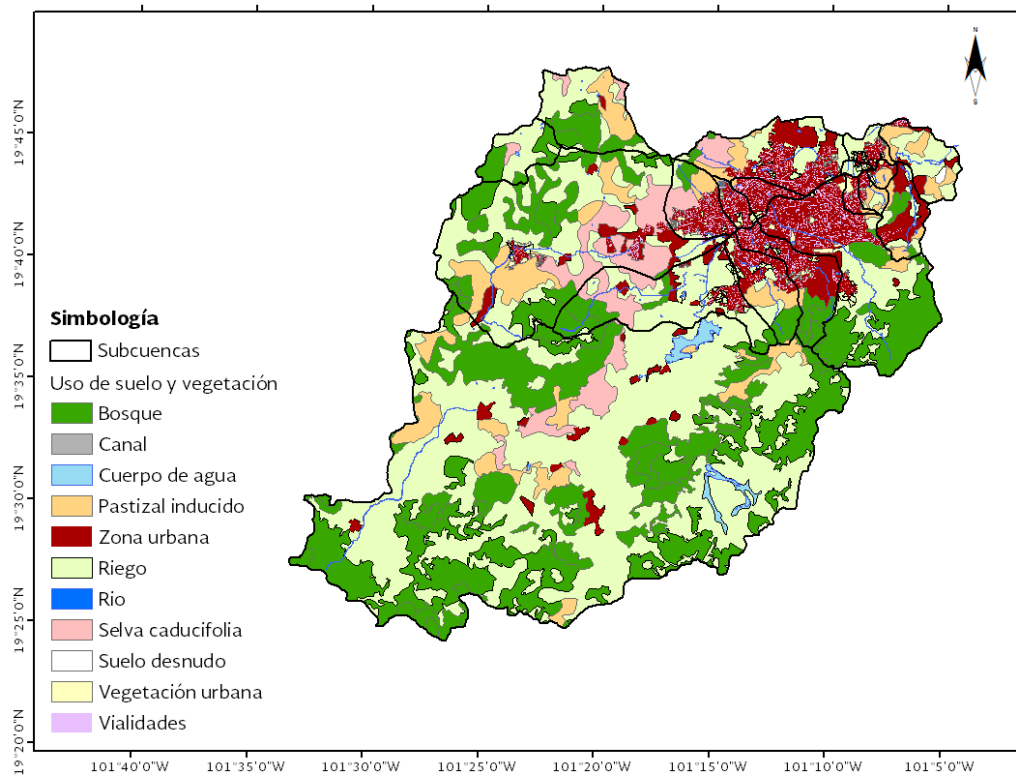 N
S
19°45'0"N
19°40'0"N
19°35'0"N
19°30'0"N
19°25'0"N
19°20'0"N
Simbología
Subcuencas
Uso de suelo y vegetación
Bosque
Canal
Cuerpo de agua
Pastizal inducido
Zona urbana
Riego
Rio
Selva caducifolia
Suelo desnudo
Vegetación urbana
Vialidades
101°40'0"W 101°35'0"W 101°30'0"W 101°25'0"W 101°20'0"W 101°15'0"W 101°10'0"W 101°15'0"W